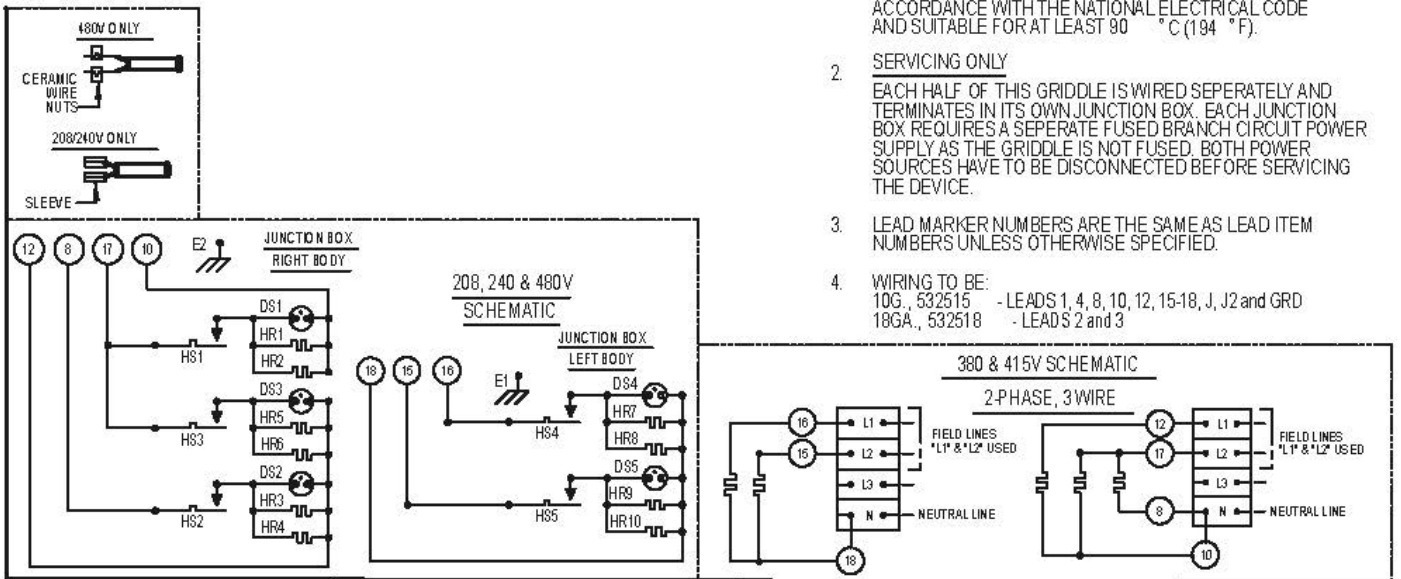 480V ONLY
CERAMIC
WIRE
NUTS
208/240V ONLY
SLEEVE
ACCORDANCE WITH THE NATIONAL ELECTRICAL CODE
AND SUITABLE FOR AT LEAST 90 °C (194 °F).
2. SERVICING ONLY
EACH HALF OF THIS GRIDDLE IS WIRED SEPERATELY AND
TERMINATES IN ITS OWN JUNCTION BOX. EACH JUNCTION
BOX REQUIRES A SEPERATE FUSED BRANCH CIRCUIT POWER
SUPPLY AS THE GRIDDLE IS NOT FUSED. BOTH POWER
SOURCES HAVE TO BE DISCONNECTED BEFORE SERVICING
THE DEVICE.
3. LEAD MARKER NUMBERS ARE THE SAME AS LEAD ITEM
NUMBERS UNLESS OTHERWISE SPECIFIED.
4. WIRING TO BE:
10G., 532515 - LEADS 1, 4, 8, 10, 12, 15-18, J, J2 and GRD
18GA., 532518 - LEADS 2 and 3
12 8 17 10 E2
JUNCTION BOX
RIGHT BODY
DS1
HR1
HS1
HR2
DS3
HR5
HS3
HR6
DS2
HR3
HS2
HR4
208, 240 & 480V
SCHEMATIC
JUNCTION BOX
LEFT BODY
18 15 16 E1
DS4
HR7
HS4
HR8
DS5
HR9
HS5
HR10
380 & 415V SCHEMATIC
2-PHASE, 3 WIRE
16 L1
15 L2
FIELD LINES
"L1" & "L2" USED
L3
N NEUTRAL LINE
18
12 L1
17 L2
FIELD LINES
"L1" & "L2" USED
L3
8 N NEUTRAL LINE
10